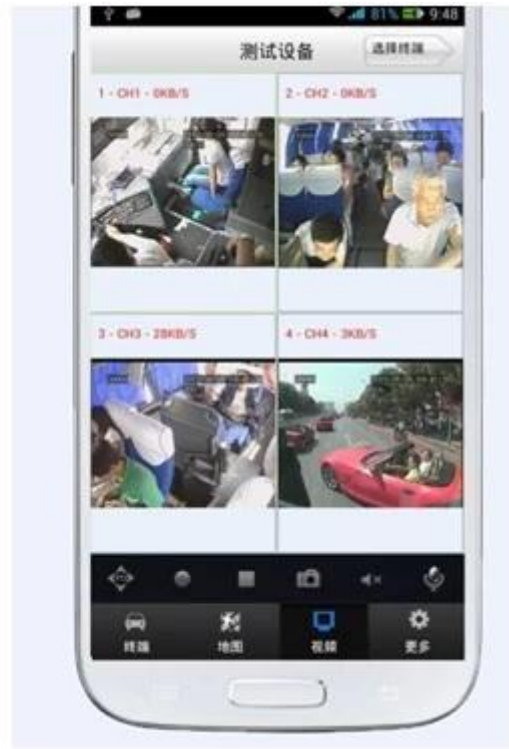 81% 9:48
测试设备 选择终端
1 - CH1 - 0KB/S 2 - CH2 - 0KB/S
3 - CH3 - 28KB/S 4 - CH4 - 3KB/S
终端 地图 视频 更多